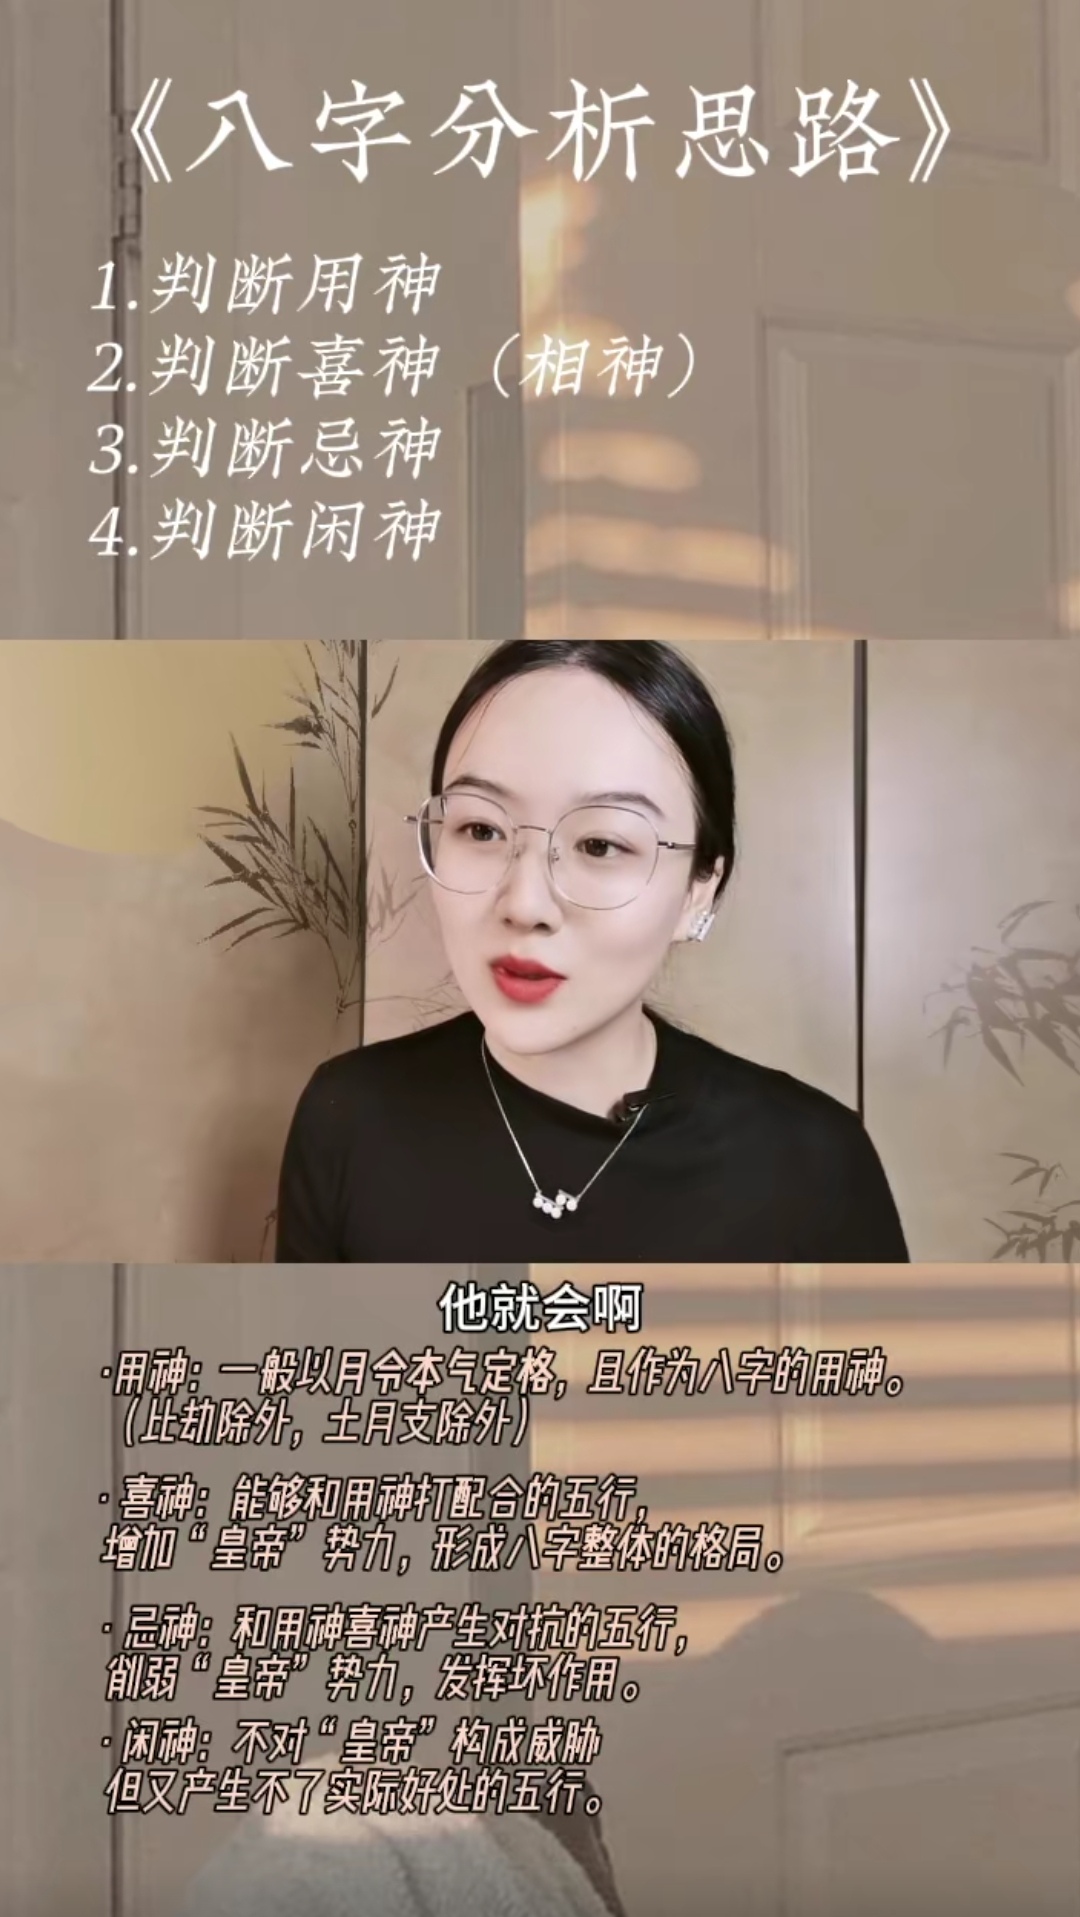 《八字分析思路》
1.判断用神
2.判断喜神（相神）
3.判断忌神
4.判断闲神
他就会啊
·用神：一般以月令本气定格，且作为八字的用神。
（比劫除外，土月支除外）
·喜神：能够和用神打配合的五行，
增加“皇帝”势力，形成八字整体的格局。
·忌神：和用神喜神产生对抗的五行，
削弱“皇帝”势力，发挥坏作用。
·闲神：不对“皇帝”构成威胁
但又产生不了实际好处的五行。